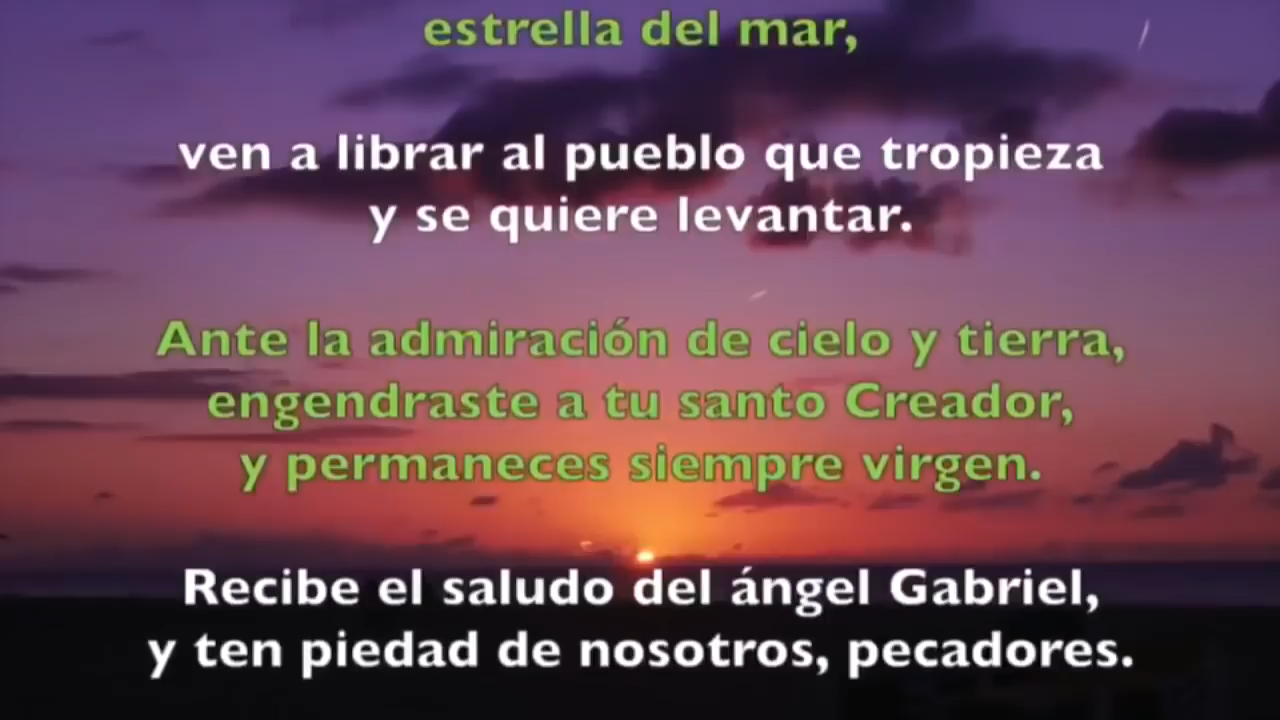 estrella del mar,
ven a librar al pueblo que tropieza
y se quiere levantar.
Ante la admiración de cielo y tierra,
engendraste a tu santo Creador,
y permaneces siempre virgen.
Recibe el saludo del ángel Gabriel,
y ten piedad de nosotros, pecadores.